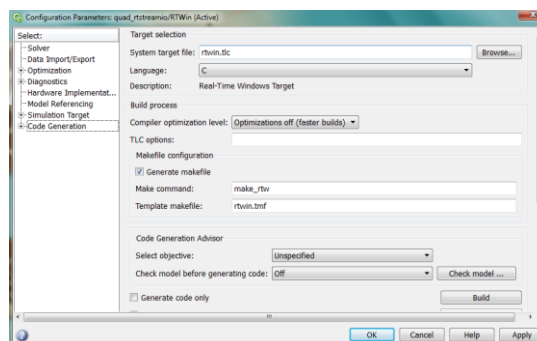 Configuration Parameters: quad_rtstreamio/RTWin (Active)
Select:
Solver
Data Import/Export
Optimization
Diagnostics
Hardware Implementat...
Model Referencing
Simulation Target
Code Generation
Target selection
System target file: rtwin.tlc Browse...
Language: C
Description: Real-Time Windows Target
Build process
Compiler optimization level: Optimizations off (faster builds)
TLC options:
Makefile configuration
Generate makefile
Make command: make_rtw
Template makefile: rtwin.tmf
Code Generation Advisor
Select objective: Unspecified
Check model before generating code: Off Check model ...
Generate code only Build
OK Cancel Help Apply